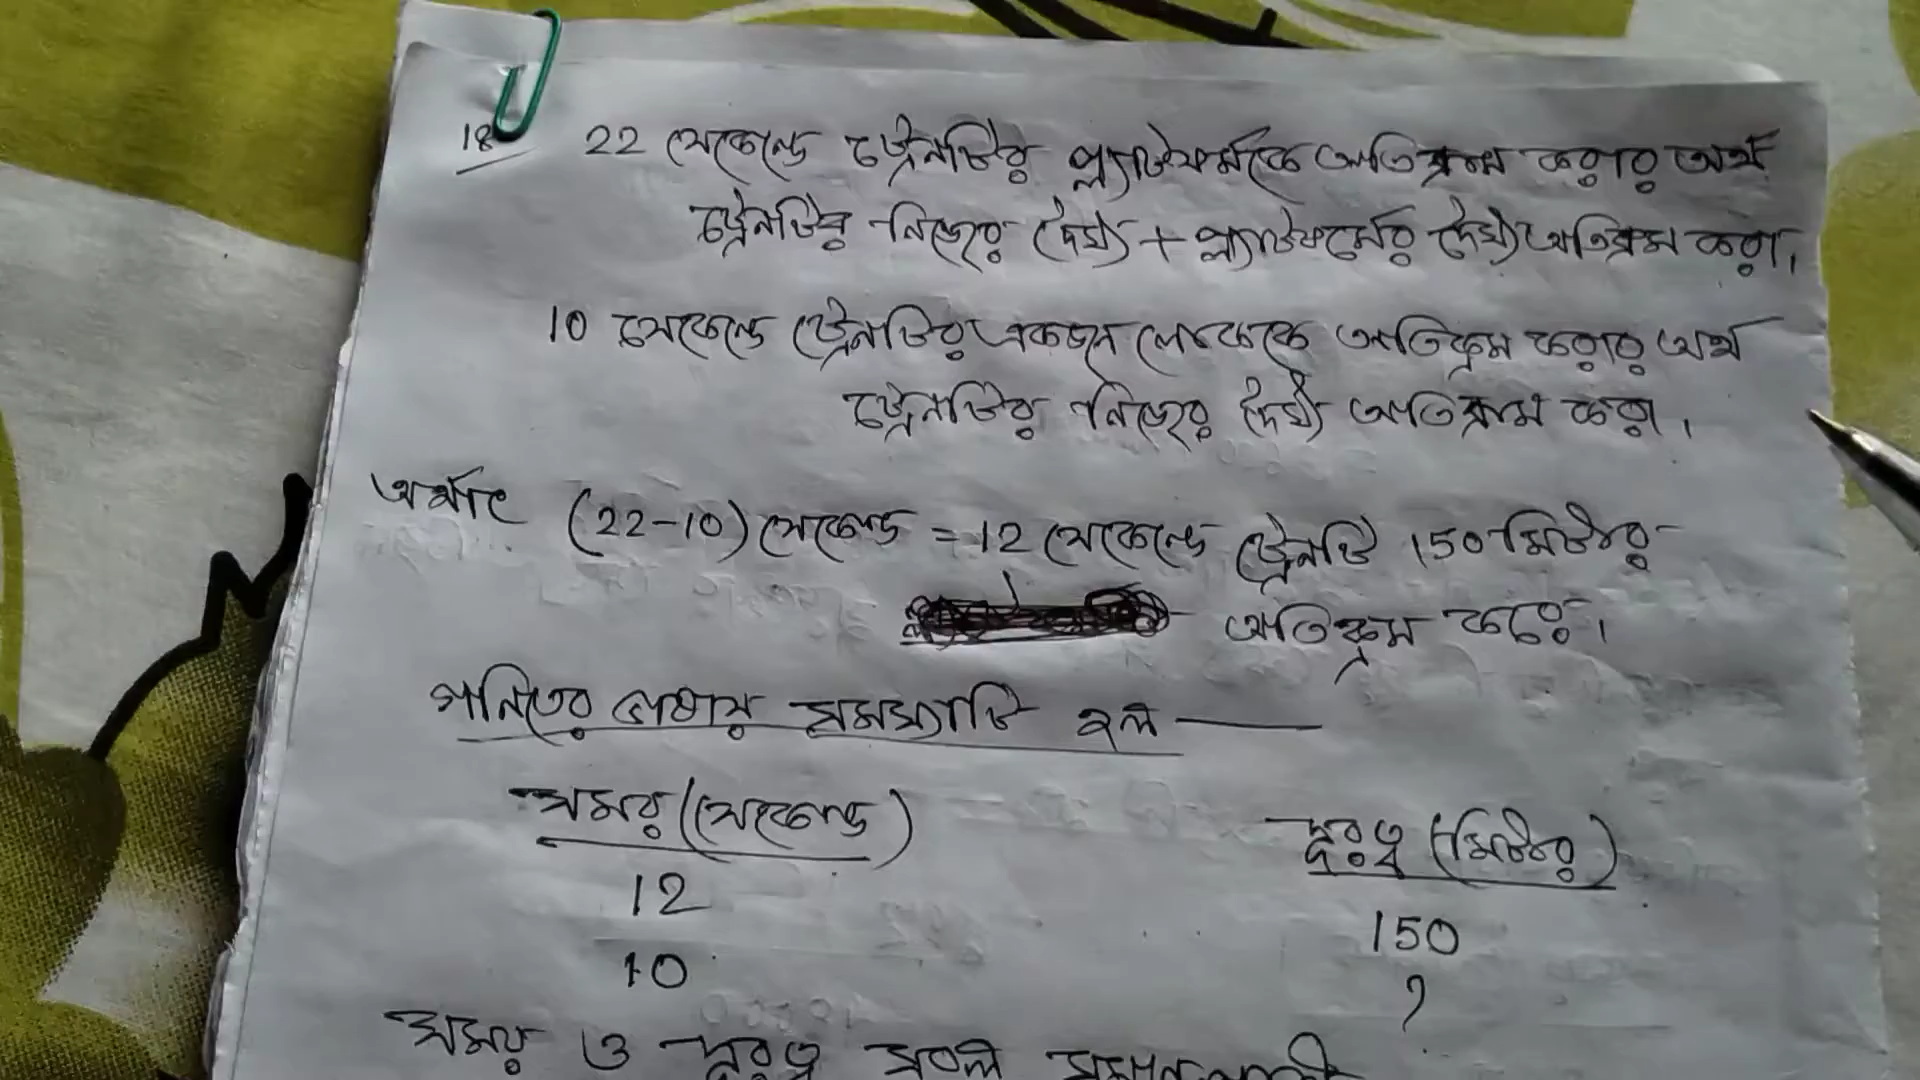 18
22 সেকেন্ডে ট্রেনটির প্ল্যাটফর্মকে অতিক্রম করার অর্থ
ট্রেনটির নিজের দৈর্ঘ্য + প্ল্যাটফর্মের দৈর্ঘ্য অতিক্রম করা।
10 সেকেন্ডে ট্রেনটির একজন লোককে অতিক্রম করার অর্থ
ট্রেনটির নিজের দৈর্ঘ্য অতিক্রম করা।
অর্থাৎ (22-10) সেকেন্ড = 12 সেকেন্ডে ট্রেনটি 150 মিটার
অতিক্রম করে।
গনিতের ভাষায় সমস্যাটি হল —
সময় (সেকেন্ড) দূরত্ব (মিটার)
12 150
10 ?
সময় ও দূরত্ব সরল